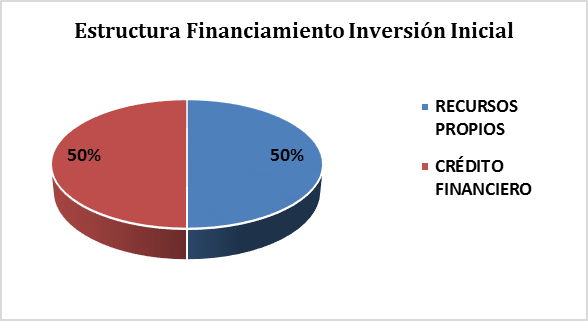 Estructura Financiamiento Inversión Inicial
50%
50%
RECURSOS
PROPIOS
CRÉDITO
FINANCIERO